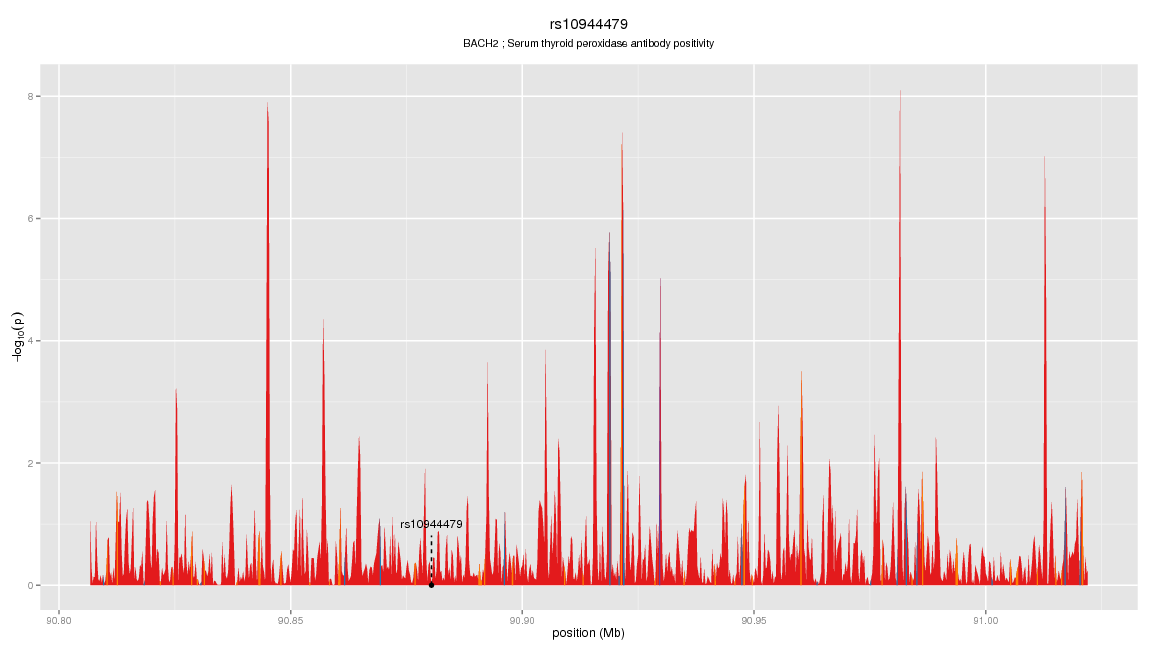 rs10944479
BACH2 ; Serum thyroid peroxidase antibody positivity
8
6
4
2
0
−log10(p)
rs10944479
90.80 90.85 90.90 90.95 91.00
position (Mb)